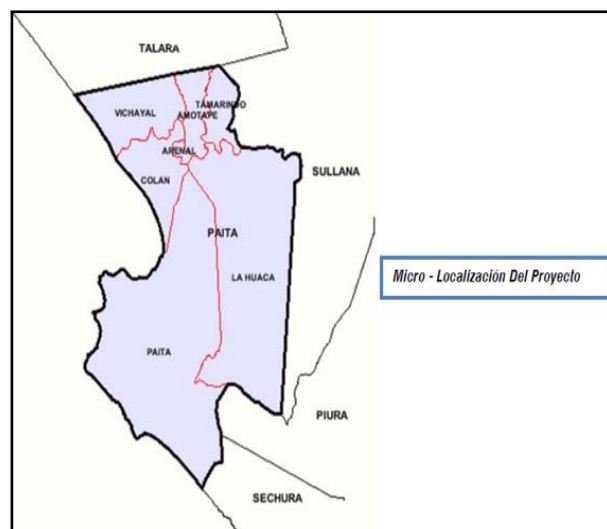 TALARA
VICHAYAL
TAMARINDO
AMOTAPE
ARENAL
SULLANA
COLAN
PAITA
LA HUACA
Micro - Localización Del Proyecto
PAITA
PIURA
SECHURA